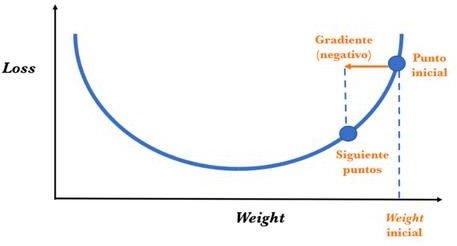 Loss
Gradiente
(negativo)
Punto
inicial
Siguiente
puntos
Weight
Weight
inicial